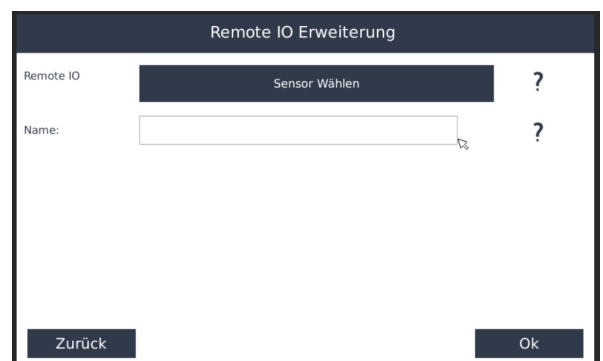 Remote IO Erweiterung
Remote IO
Sensor Wählen
?
Name:
?
Zurück
Ok